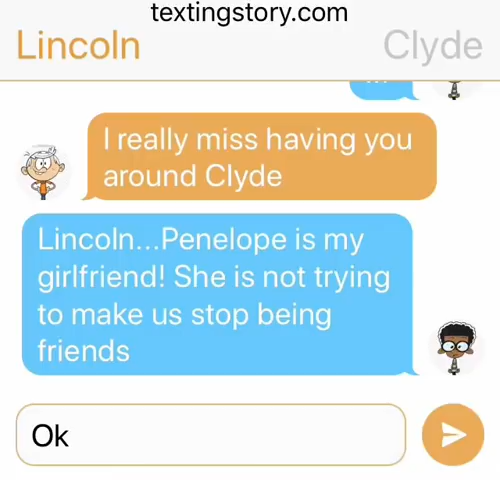 textingstory.com
Lincoln
Clyde
...
I really miss having you
around Clyde
Lincoln...Penelope is my
girlfriend! She is not trying
to make us stop being
friends
Ok